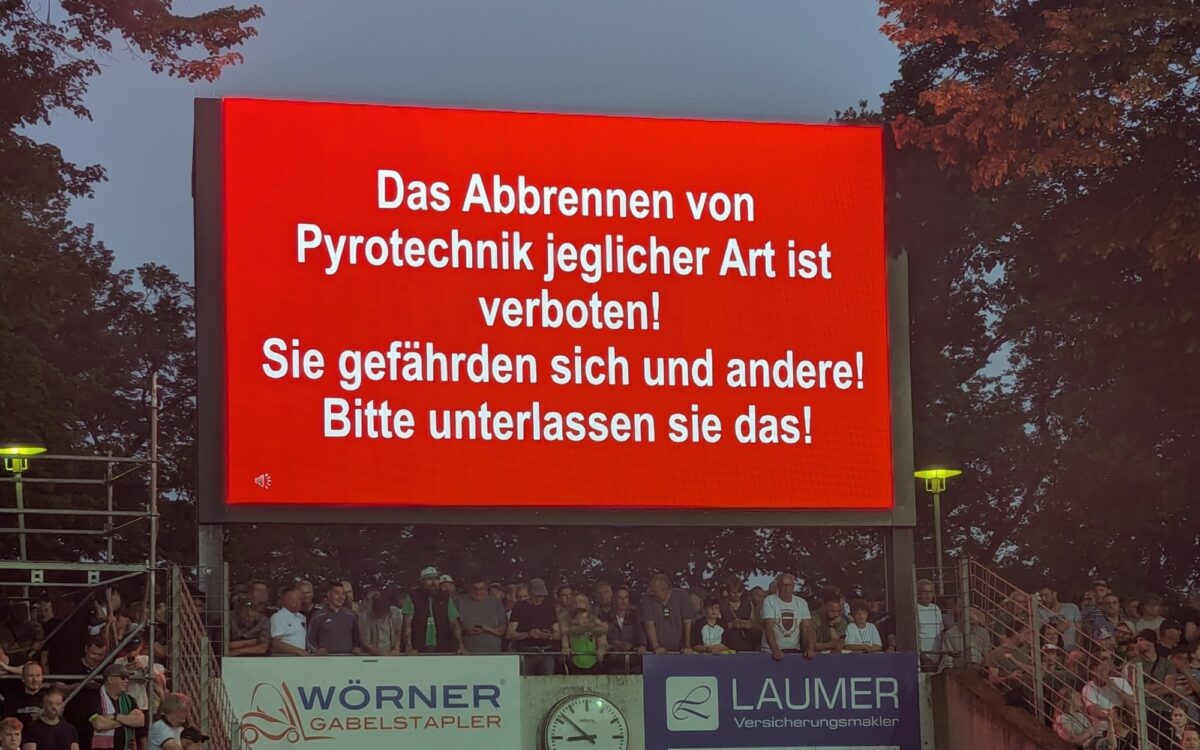 Das Abbrennen von
Pyrotechnik jeglicher Art ist
verboten!
Sie gefährden sich und andere!
Bitte unterlassen sie das!
WÖRNER®
GABELSTAPLER
LAUMER
Versicherungsmakler